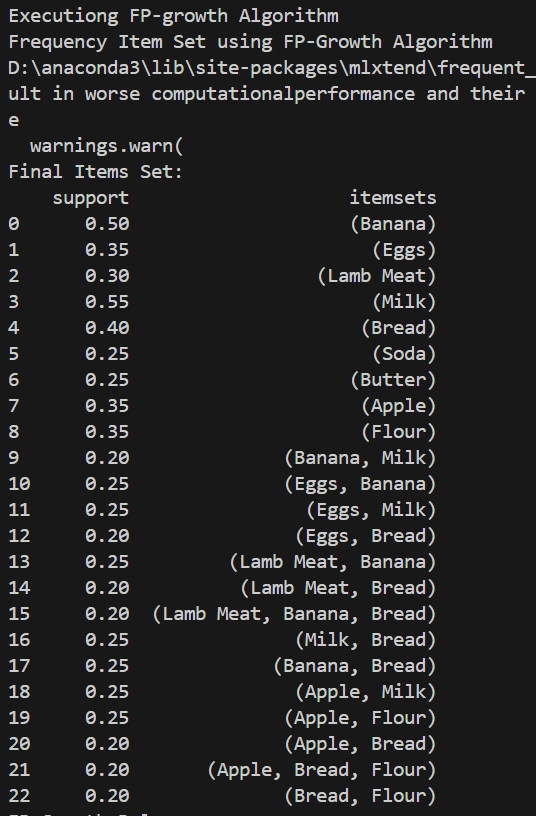 Executiong FP-growth Algorithm
Frequency Item Set using FP-Growth Algorithm
D:\anaconda3\lib\site-packages\mlxtend\frequent_
ult in worse computationalperformance and their
e
  warnings.warn(
Final Items Set:
    support                    itemsets
0      0.50                    (Banana)
1      0.35                      (Eggs)
2      0.30                 (Lamb Meat)
3      0.55                      (Milk)
4      0.40                     (Bread)
5      0.25                      (Soda)
6      0.25                    (Butter)
7      0.35                     (Apple)
8      0.35                     (Flour)
9      0.20              (Banana, Milk)
10     0.25              (Eggs, Banana)
11     0.25                (Eggs, Milk)
12     0.20               (Eggs, Bread)
13     0.25         (Lamb Meat, Banana)
14     0.20          (Lamb Meat, Bread)
15     0.20  (Lamb Meat, Banana, Bread)
16     0.25               (Milk, Bread)
17     0.25             (Banana, Bread)
18     0.25               (Apple, Milk)
19     0.25              (Apple, Flour)
20     0.20              (Apple, Bread)
21     0.20       (Apple, Bread, Flour)
22     0.20              (Bread, Flour)